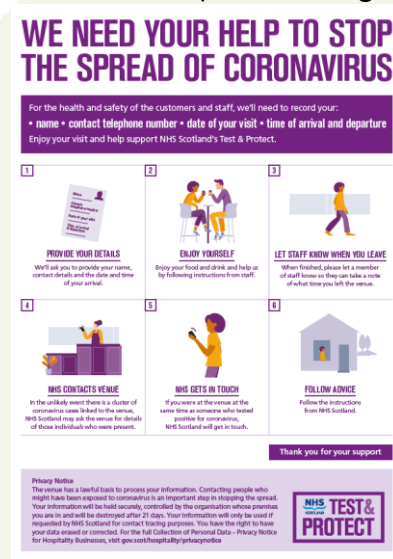 WE NEED YOUR HELP TO STOP
THE SPREAD OF CORONAVIRUS
For the health and safety of the customers and staff, we'll need to record your:
• name • contact telephone number • date of your visit • time of arrival and departure
Enjoy your visit and help support NHS Scotland's Test & Protect.
1
PROVIDE YOUR DETAILS
We'll ask you to provide your name,
contact details and the date and time
of your arrival.
2
ENJOY YOURSELF
Enjoy your food and drink and help us
by following instructions from staff.
3
LET STAFF KNOW WHEN YOU LEAVE
When finished, please let a member
of staff know so they can take a note
of what time you left the venue.
4
NHS CONTACTS VENUE
In the unlikely event there is a cluster of
coronavirus cases linked to the venue,
NHS Scotland may ask the venue for details
of those individuals who were present.
5
NHS GETS IN TOUCH
If you were at the venue at the
same time as someone who tested
positive for coronavirus,
NHS Scotland will get in touch.
6
FOLLOW ADVICE
Follow the instructions
from NHS Scotland.
Thank you for your support
Privacy Notice
The venue has a lawful basis to process your information. Contacting people who
might have been exposed to coronavirus is an important step in stopping the spread.
Your information will be held securely, controlled by the organisation whose premises
you are in and will be destroyed after 21 days. Your information will only be used if
requested by NHS Scotland for contact tracing purposes. You have the right to have
your data erased or corrected. For the full Collection of Personal Data – Privacy Notice
for Hospitality Businesses, visit gov.scot/hospitality/privacynotice
NHS
SCOTLAND
TEST&
PROTECT